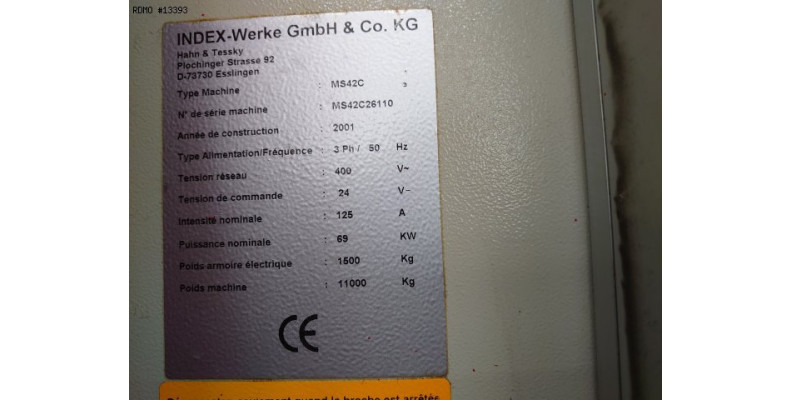 RDMO #13393
INDEX-Werke GmbH & Co. KG
Hahn & Tessky
Plochinger Strasse 92
D-73730 Esslingen
Type Machine : MS42C
N° de série machine : MS42C26110
Année de construction : 2001
Type Alimentation/Fréquence : 3 Ph / 50 Hz
Tension réseau : 400 V~
Tension de commande : 24 V-
Intensité nominale : 125 A
Puissance nominale : 69 KW
Poids armoire électrique : 1500 Kg
Poids machine : 11000 Kg
CE
quand la broche est arrêtée